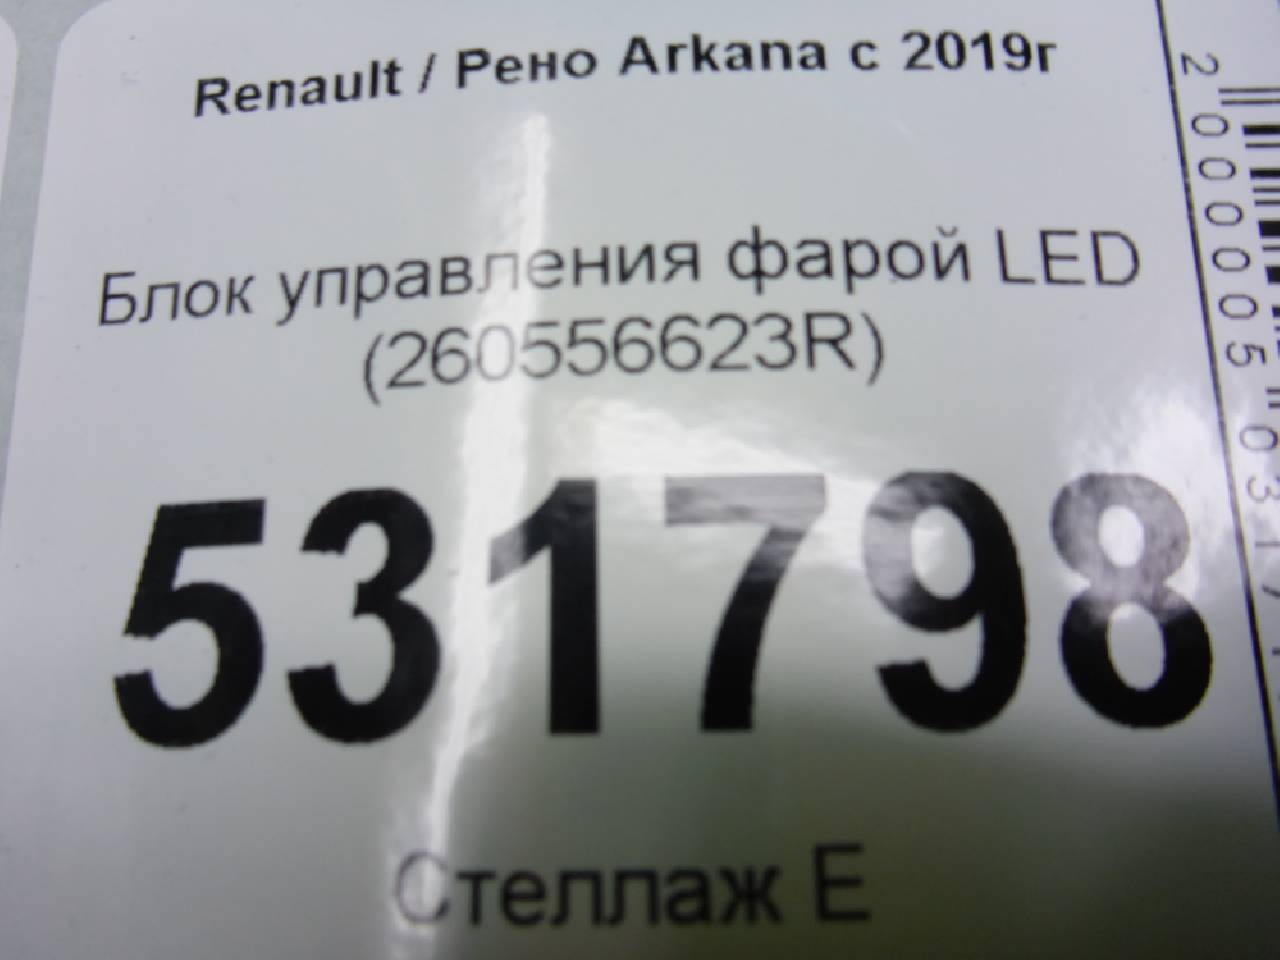 Renault / Рено Arkana с 2019г
Блок управления фарой LED
(260556623R)
531798
Стеллаж E